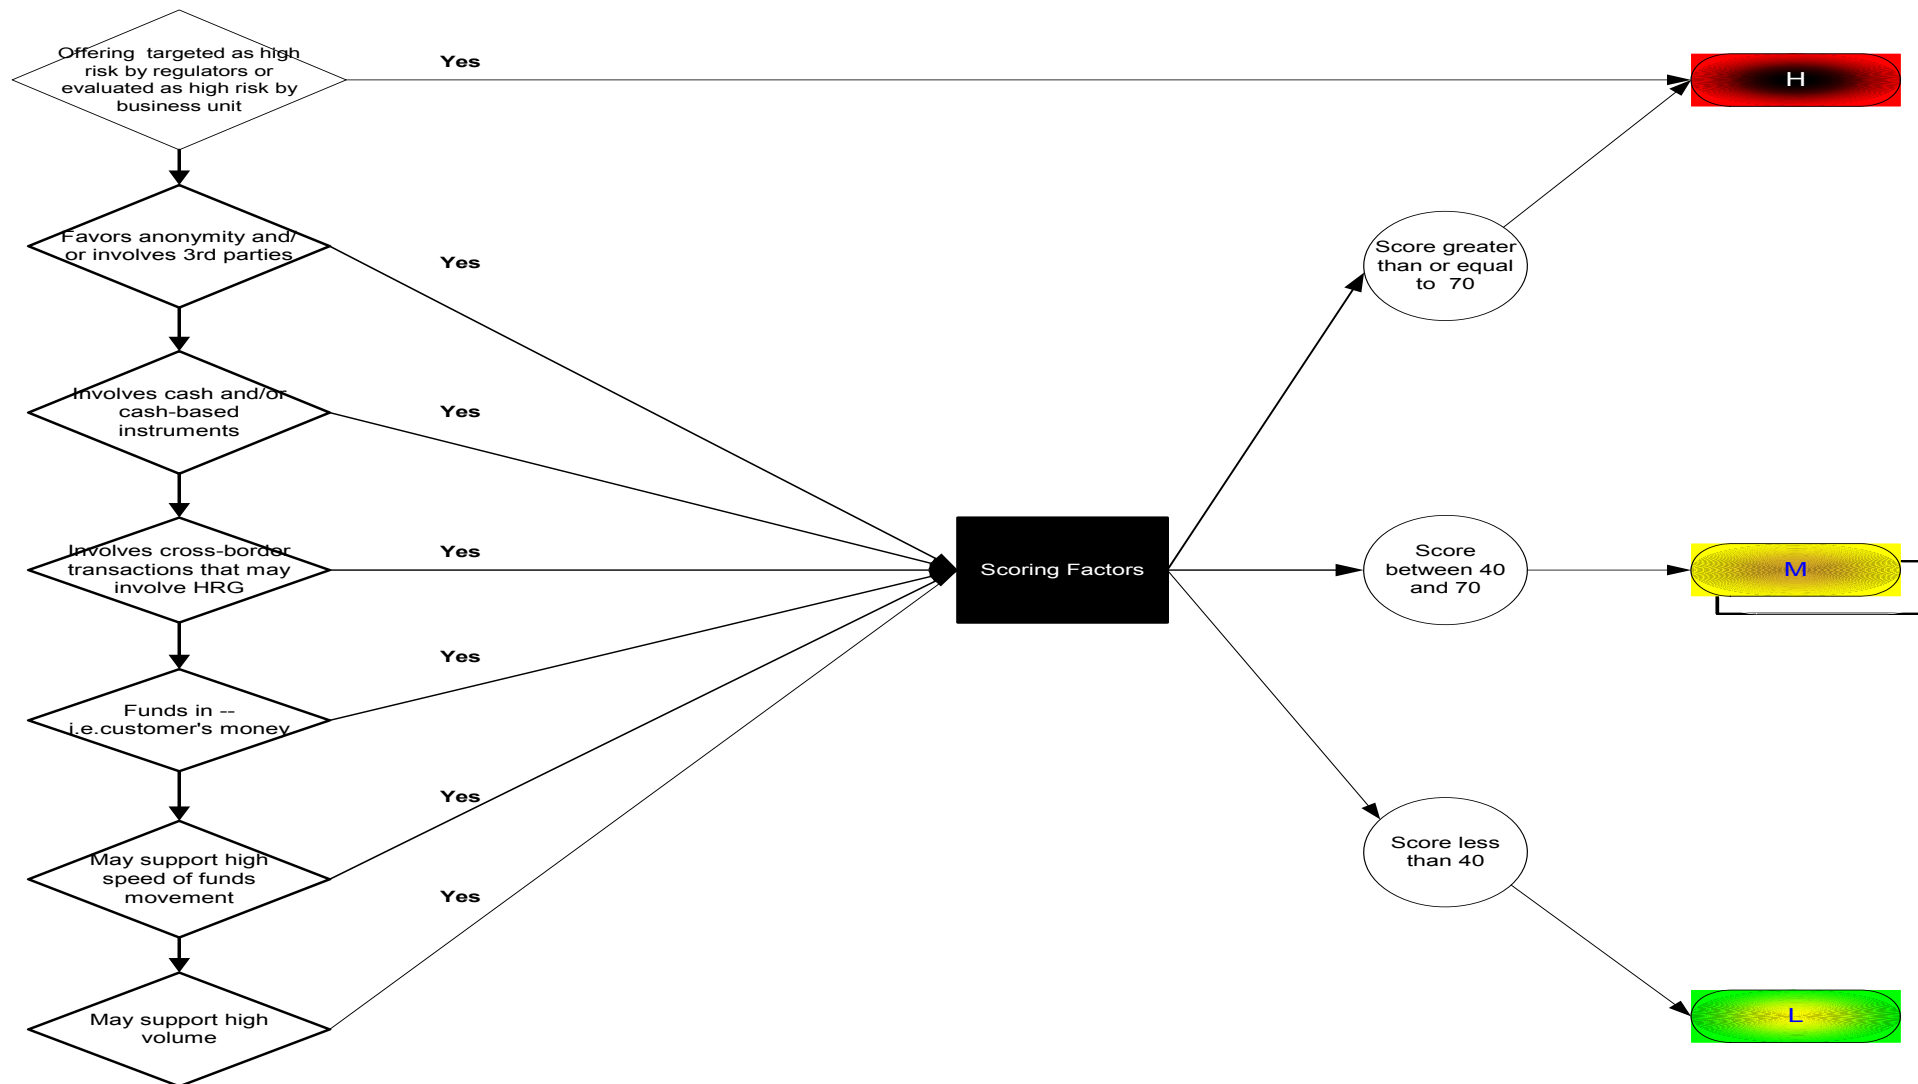 Offering targeted as high
risk by regulators or
evaluated as high risk by
business unit
Yes
H
Favors anonymity and/
or involves 3rd parties
Yes
Score greater
than or equal
to 70
Involves cash and/or
cash-based
instruments
Yes
Involves cross-border
transactions that may
involve HRG
Yes
Scoring Factors
Score
between 40
and 70
M
Funds in --
i.e.customer's money
Yes
May support high
speed of funds
movement
Yes
Score less
than 40
May support high
volume
Yes
L